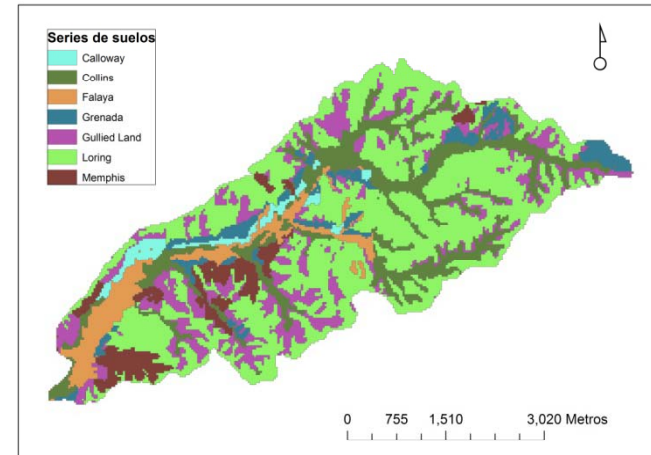 Series de suelos
Calloway
Collins
Falaya
Grenada
Gullied Land
Loring
Memphis
0 755 1,510 3,020 Metros